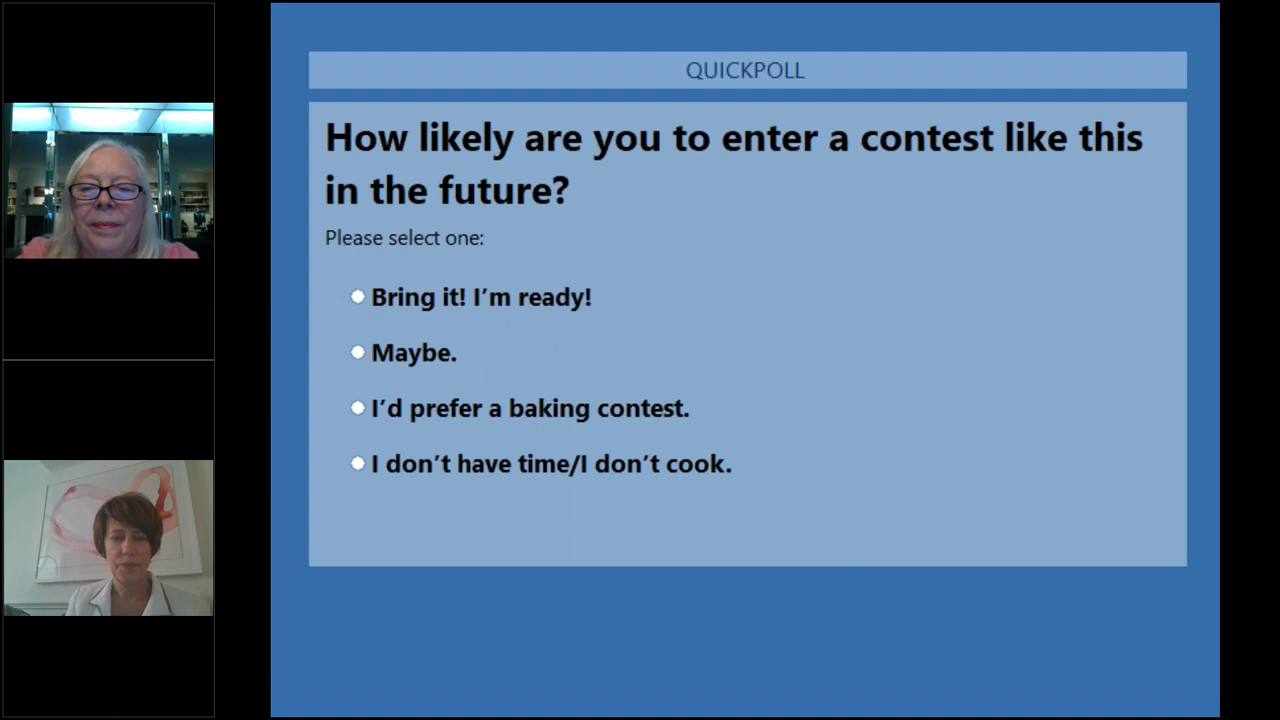 QUICKPOLL
How likely are you to enter a contest like this
in the future?
Please select one:
Bring it! I’m ready!
Maybe.
I’d prefer a baking contest.
I don’t have time/I don’t cook.